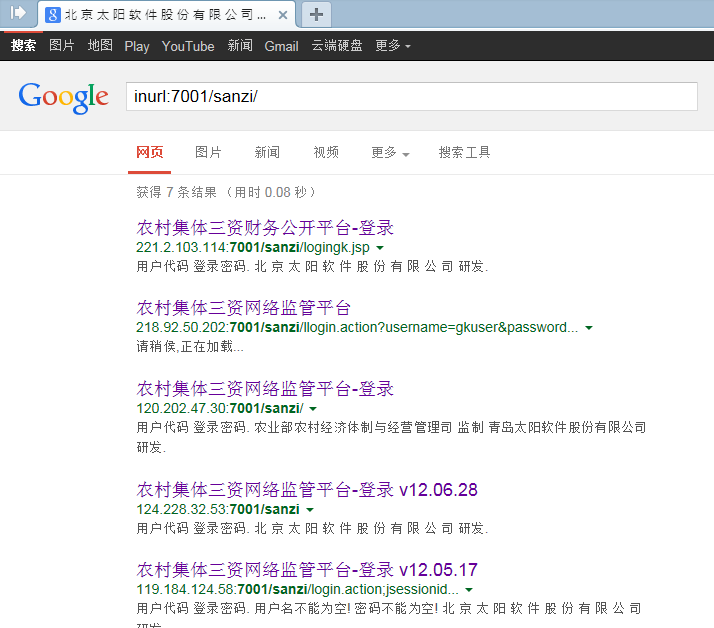 北 京 太 阳 软 件 股 份 有 限 公 司 ...
搜索 图片 地图 Play YouTube 新闻 Gmail 云端硬盘 更多
Google inurl:7001/sanzi/
网页 图片 新闻 视频 更多 搜索工具
获得 7 条结果 （用时 0.08 秒）
农村集体三资财务公开平台-登录
221.2.103.114:7001/sanzi/logingk.jsp
用户代码 登录密码. 北 京 太 阳 软 件 股 份 有 限 公 司 研发.
农村集体三资网络监管平台
218.92.50.202:7001/sanzi/llogin.action?username=gkuser&password...
请稍侯,正在加载...
农村集体三资网络监管平台-登录
120.202.47.30:7001/sanzi/
用户代码 登录密码. 农业部农村经济体制与经营管理司 监制 青岛太阳软件股份有限公司
研发.
农村集体三资网络监管平台-登录 v12.06.28
124.228.32.53:7001/sanzi
用户代码 登录密码. 北 京 太 阳 软 件 股 份 有 限 公 司 研发.
农村集体三资网络监管平台-登录 v12.05.17
119.184.124.58:7001/sanzi/login.action;jsessionid...
用户代码 登录密码. 用户名不能为空! 密码不能为空! 北 京 太 阳 软 件 股 份 有 限 公 司
研发.